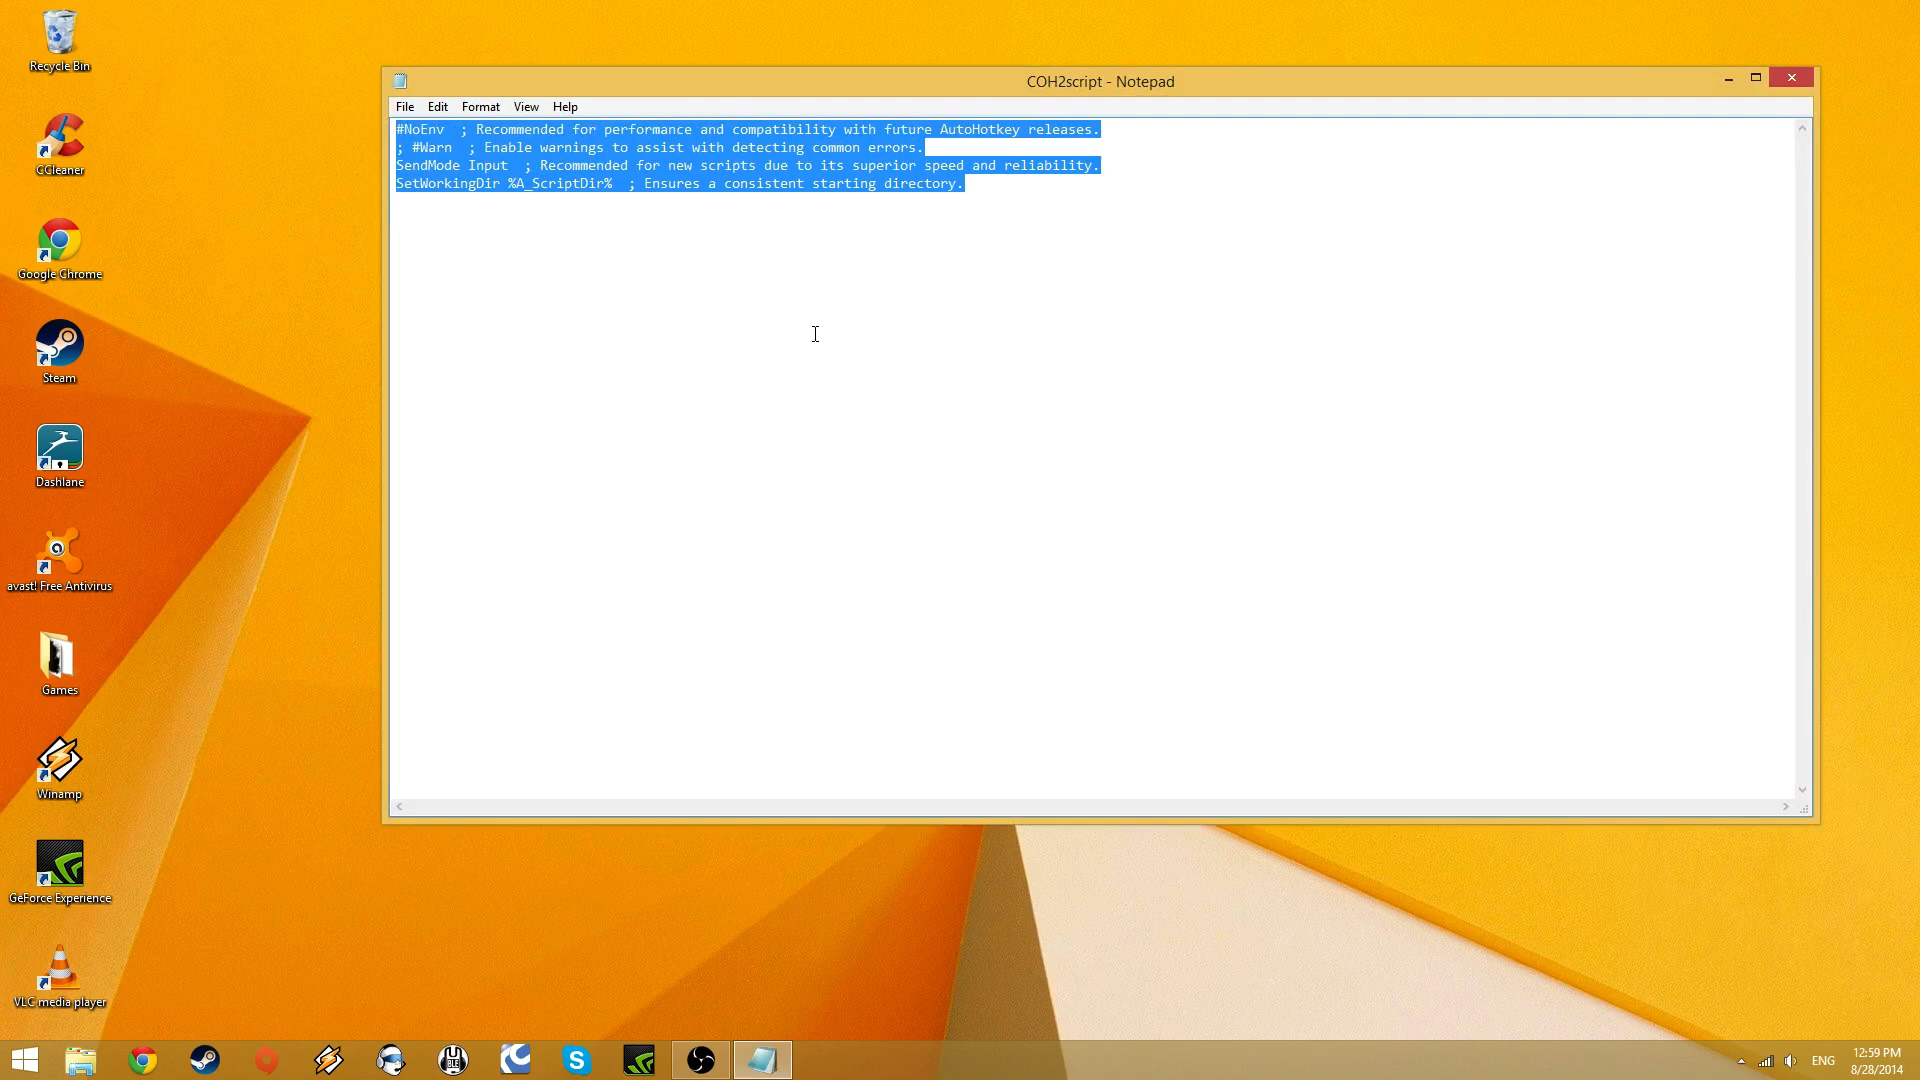 Recycle Bin
CCleaner
Google Chrome
Steam
Dashlane
avast! Free Antivirus
Games
Winamp
GeForce Experience
VLC media player
COH2script - Notepad
File Edit Format View Help
#NoEnv  ; Recommended for performance and compatibility with future AutoHotkey releases.
; #Warn  ; Enable warnings to assist with detecting common errors.
SendMode Input  ; Recommended for new scripts due to its superior speed and reliability.
SetWorkingDir %A_ScriptDir%  ; Ensures a consistent starting directory.
ENG
12:59 PM
8/28/2014